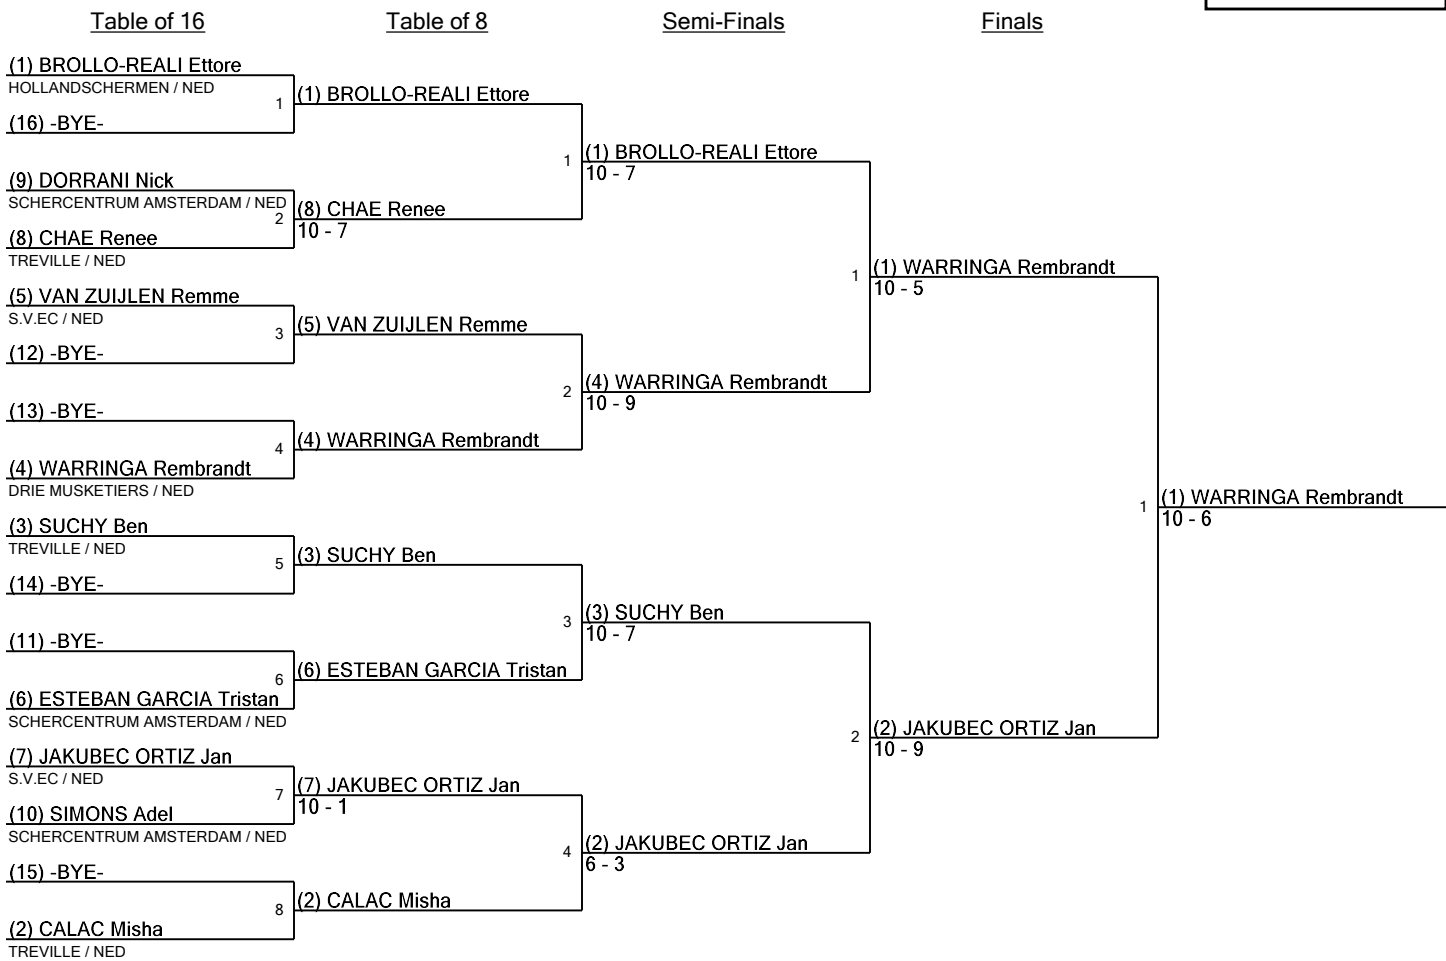 Table of 16
Table of 8
Semi-Finals
Finals
(1) BROLLO-REALI Ettore
HOLLANDSCHERMEN / NED
1
(16) -BYE-
(9) DORRANI Nick
SCHERCENTRUM AMSTERDAM / NED
2
(8) CHAE Renee
TREVILLE / NED
(5) VAN ZUIJLEN Remme
S.V.EC / NED
3
(12) -BYE-
(13) -BYE-
4
(4) WARRINGA Rembrandt
DRIE MUSKETIERS / NED
(3) SUCHY Ben
TREVILLE / NED
5
(14) -BYE-
(11) -BYE-
6
(6) ESTEBAN GARCIA Tristan
SCHERCENTRUM AMSTERDAM / NED
(7) JAKUBEC ORTIZ Jan
S.V.EC / NED
7
(10) SIMONS Adel
SCHERCENTRUM AMSTERDAM / NED
(15) -BYE-
8
(2) CALAC Misha
TREVILLE / NED
(1) BROLLO-REALI Ettore
1
(8) CHAE Renee
10 - 7
(5) VAN ZUIJLEN Remme
2
(4) WARRINGA Rembrandt
(3) SUCHY Ben
3
(6) ESTEBAN GARCIA Tristan
(7) JAKUBEC ORTIZ Jan
10 - 1
4
(2) CALAC Misha
(1) BROLLO-REALI Ettore
10 - 7
1
(4) WARRINGA Rembrandt
10 - 9
(3) SUCHY Ben
10 - 7
2
(2) JAKUBEC ORTIZ Jan
6 - 3
(1) WARRINGA Rembrandt
10 - 5
1
(2) JAKUBEC ORTIZ Jan
10 - 9
(1) WARRINGA Rembrandt
10 - 6